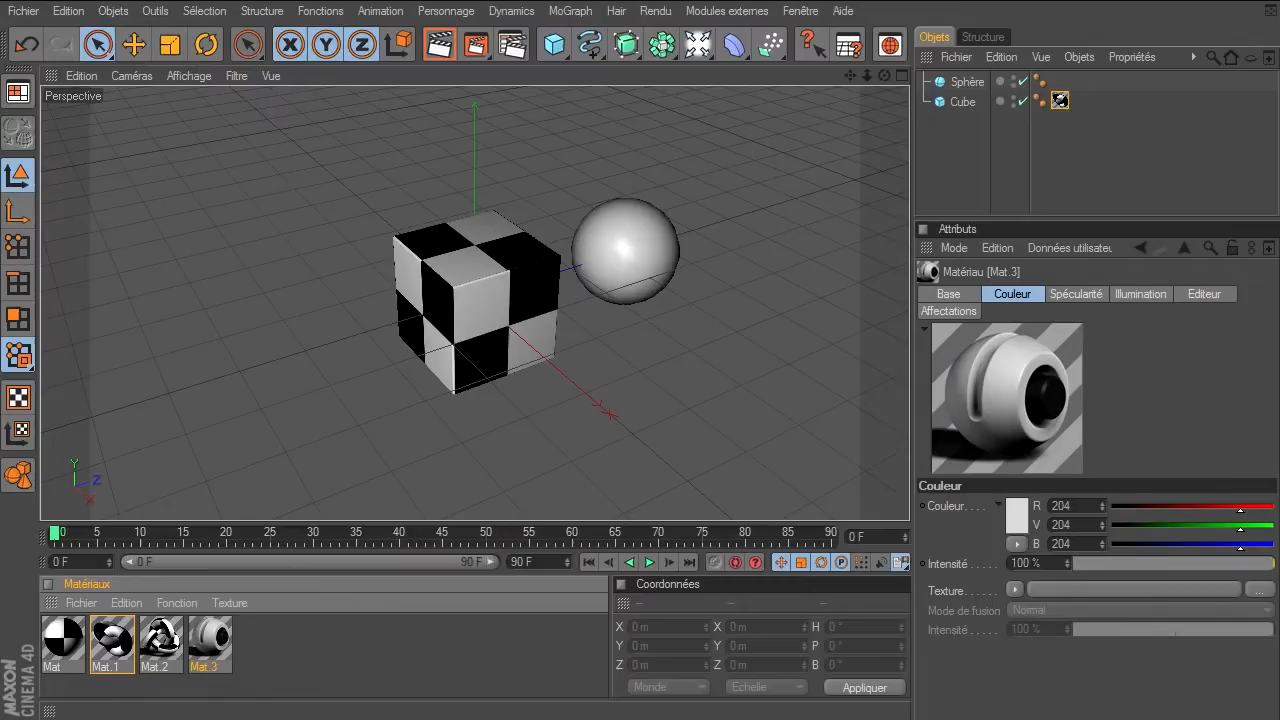 Fichier Edition Objets Outils Sélection Structure Fonctions Animation Personnage Dynamics MoGraph Hair Rendu Modules externes Fenêtre Aide
X Y Z
Objets Structure
Fichier Edition Vue Objets Propriétés
Edition Caméras Affichage Filtre Vue
Perspective
Sphère
Cube
Attributs
Mode Edition Données utilisateu
Matériau [Mat.3]
Base Couleur Spécularité Illumination Editeur
Affectations
Y
Z
X
Couleur
Couleur. . . . R 204
V 204
B 204
Intensité . . . . . 100 %
Texture . . . . . ...
Mode de fusion Normal
Intensité . . . . . 100 %
0 5 10 15 20 25 30 35 40 45 50 55 60 65 70 75 80 85 90 0 F
0 F 0 F 90 F 90 F
Matériaux
Fichier Edition Fonction Texture
Mat Mat.1 Mat.2 Mat.3
Coordonnées
-- -- --
X 0 m X 0 m H 0 °
Y 0 m Y 0 m P 0 °
Z 0 m Z 0 m B 0 °
Monde Echelle Appliquer
MAXON
CINEMA 4D